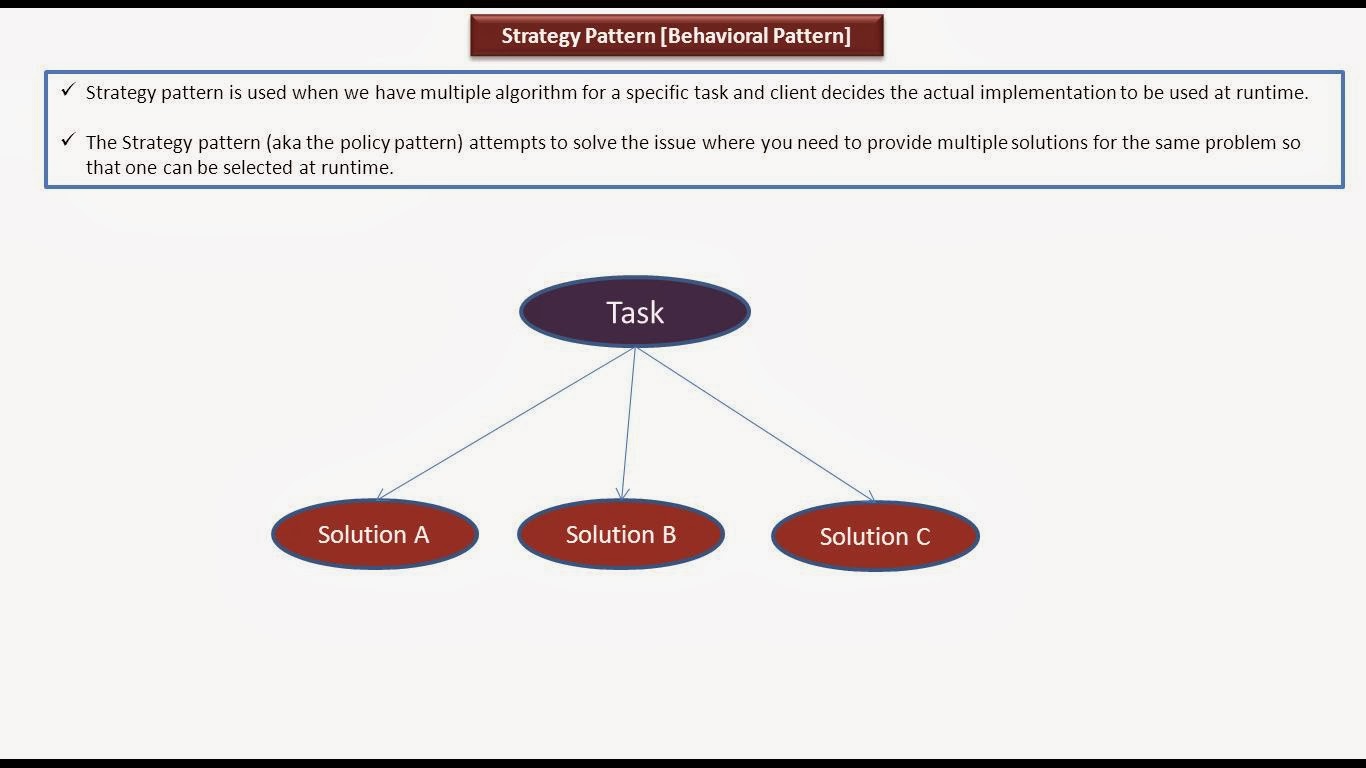 Strategy Pattern [Behavioral Pattern]
✓ Strategy pattern is used when we have multiple algorithm for a specific task and client decides the actual implementation to be used at runtime.
✓ The Strategy pattern (aka the policy pattern) attempts to solve the issue where you need to provide multiple solutions for the same problem so
that one can be selected at runtime.
Task
Solution A
Solution B
Solution C